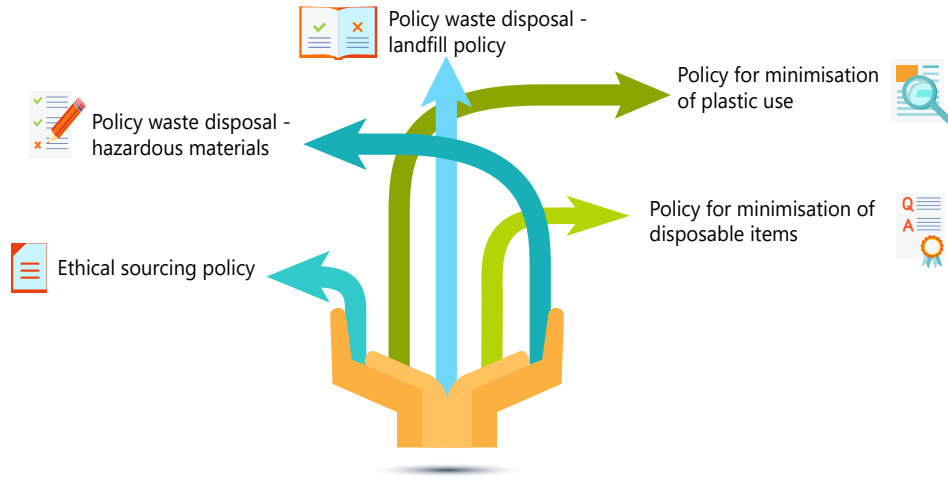 Policy waste disposal -
landfill policy
Policy for minimisation
of plastic use
Policy waste disposal -
hazardous materials
Policy for minimisation of
disposable items
Q
A
Ethical sourcing policy